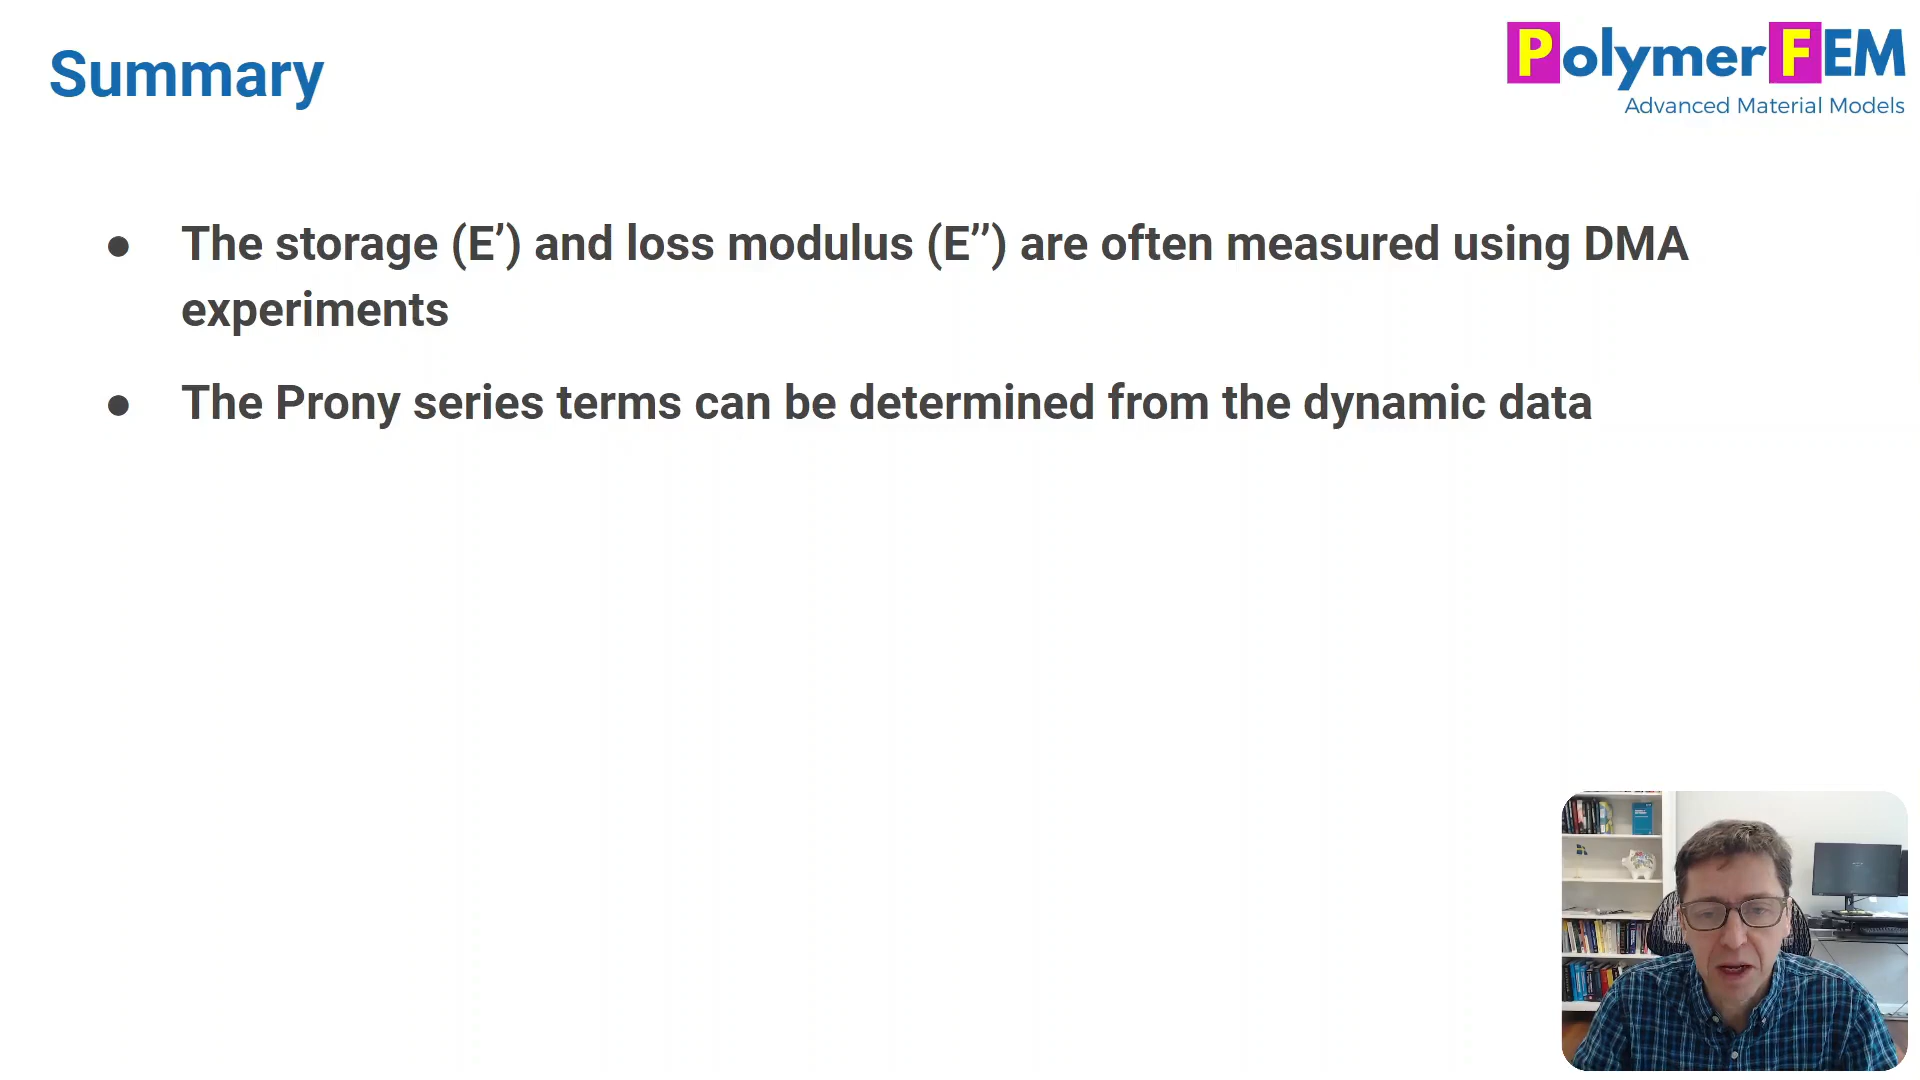 Summary
PolymerFEM
Advanced Material Models
● The storage (E’) and loss modulus (E’’) are often measured using DMA
experiments
● The Prony series terms can be determined from the dynamic data